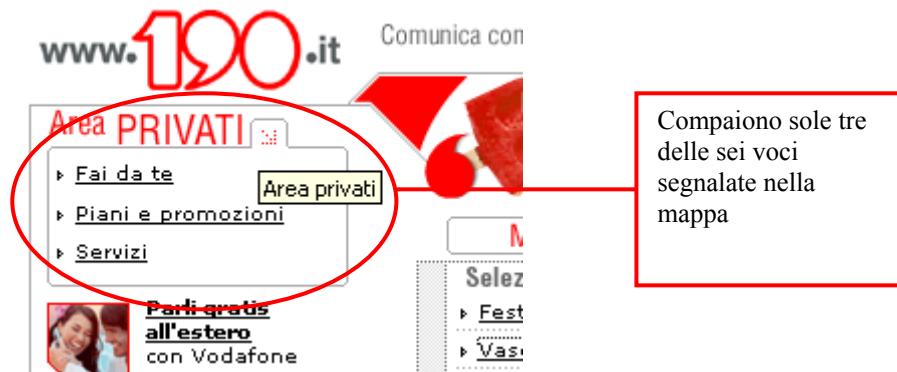 www.190.it
Comunica con
Area PRIVATI
Fai da te
Area privati
Piani e promozioni
Servizi
Parli gratis
all'estero
con Vodafone
M
Selez
Fest
Vasc
Compaiono sole tre
delle sei voci
segnalate nella
mappa